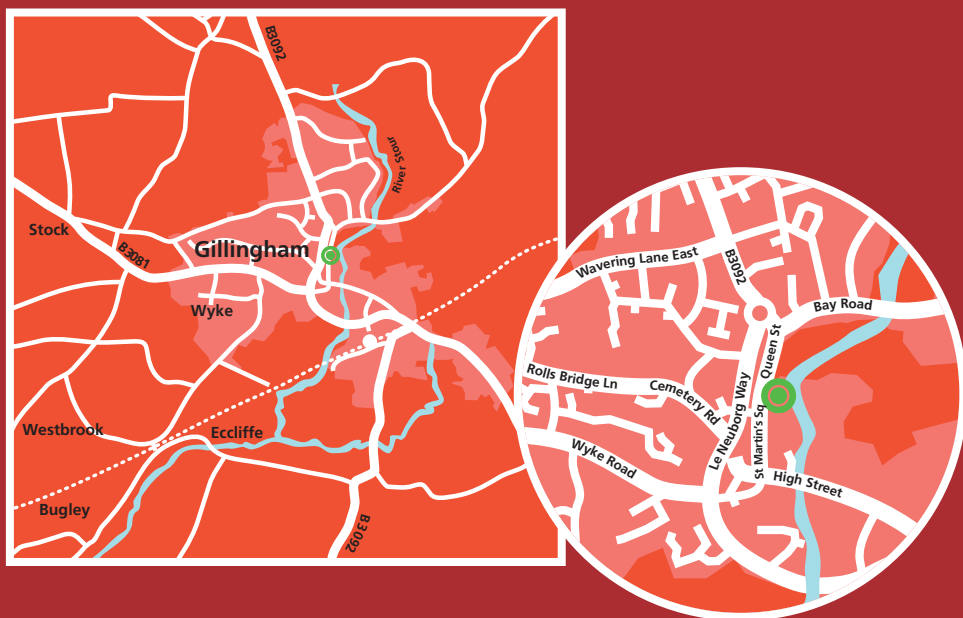 B3092
River Stour
Stock
B3081
Gillingham
Wyke
Westbrook
Eccliffe
Bugley
B3092
Wavering Lane East
B3092
Bay Road
Queen St
Rolls Bridge Ln
Cemetery Rd
Le Neuborg Way
St Martin's Sq
Wyke Road
High Street